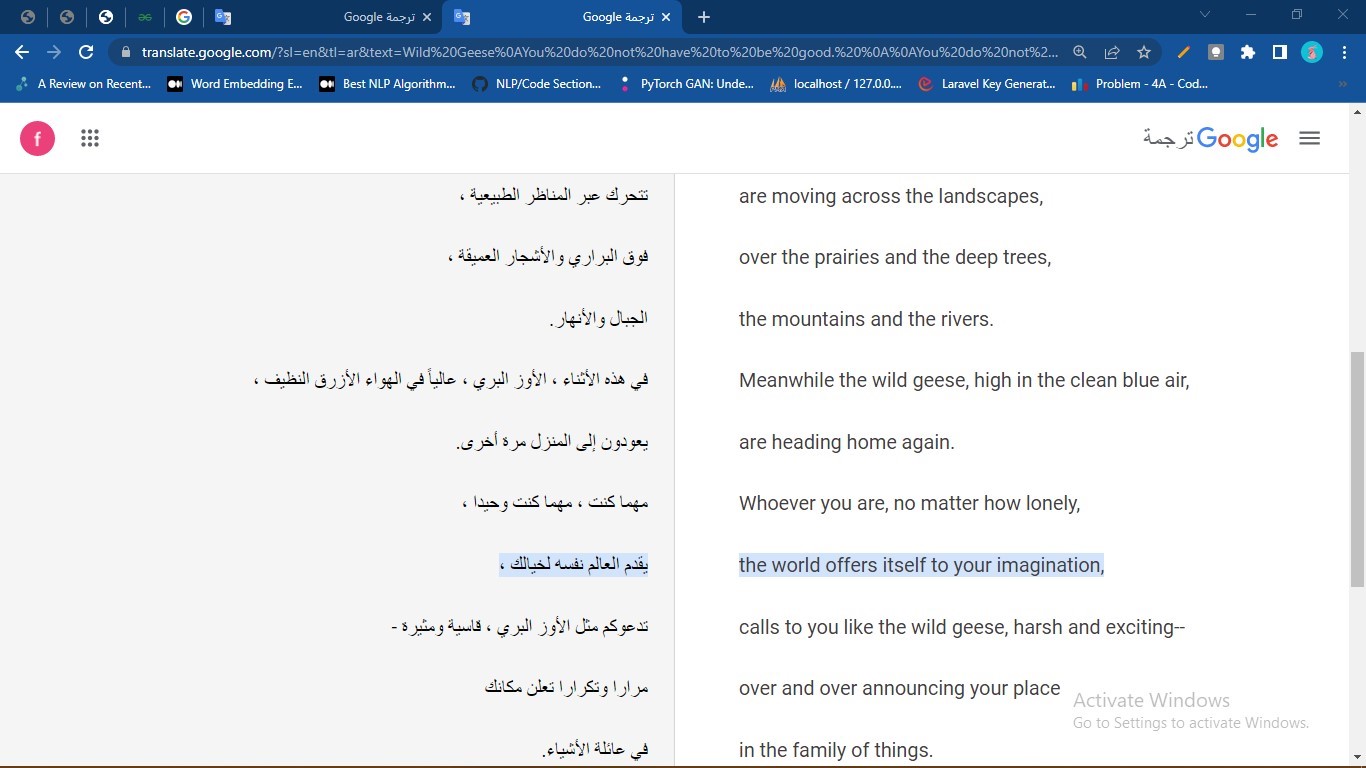 ترجمة Google
ترجمة Google
translate.google.com/?sl=en&tl=ar&text=Wild%20Geese%0AYou%20do%20not%20have%20to%20be%20good.%20%0A%0AYou%20do%20not%2...
A Review on Recent...
Word Embedding E...
Best NLP Algorithm...
NLP/Code Section...
PyTorch GAN: Unde...
localhost / 127.0.0....
Laravel Key Generat...
Problem - 4A - Cod...
f
ترجمة Google
are moving across the landscapes,
over the prairies and the deep trees,
the mountains and the rivers.
Meanwhile the wild geese, high in the clean blue air,
are heading home again.
Whoever you are, no matter how lonely,
the world offers itself to your imagination,
calls to you like the wild geese, harsh and exciting--
over and over announcing your place
in the family of things.
تتحرك عبر المناظر الطبيعية ،
فوق البراري والأشجار العميقة ،
الجبال والأنهار.
في هذه الأثناء ، الأوز البري ، عالياً في الهواء الأزرق النظيف ،
يعودون إلى المنزل مرة أخرى.
مهما كنت ، مهما كنت وحيدا ،
يقدم العالم نفسه لخيالك ،
تدعوكم مثل الأوز البري ، قاسية ومثيرة -
مرارا وتكرارا تعلن مكانك
في عائلة الأشياء.
Activate Windows
Go to Settings to activate Windows.